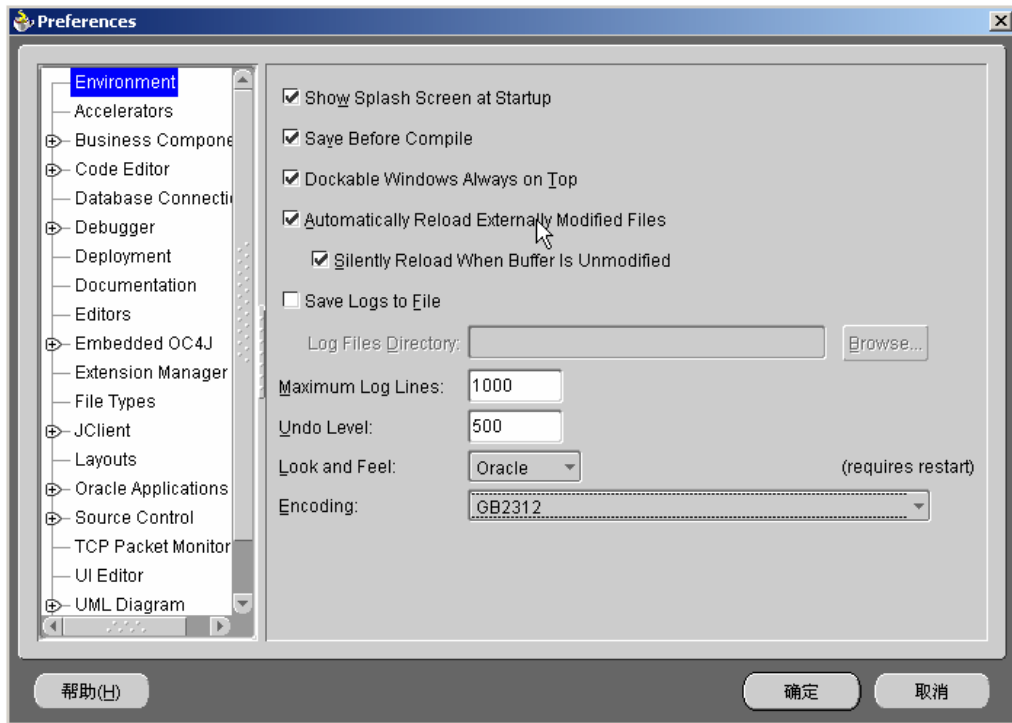 Preferences
Environment
Accelerators
Business Compone
Code Editor
Database Connecti
Debugger
Deployment
Documentation
Editors
Embedded OC4J
Extension Manager
File Types
JClient
Layouts
Oracle Applications
Source Control
TCP Packet Monitor
UI Editor
UML Diagram
Show Splash Screen at Startup
Save Before Compile
Dockable Windows Always on Top
Automatically Reload Externally Modified Files
Silently Reload When Buffer Is Unmodified
Save Logs to File
Log Files Directory: Browse...
Maximum Log Lines: 1000
Undo Level: 500
Look and Feel: Oracle (requires restart)
Encoding: GB2312
帮助(H) 确定 取消